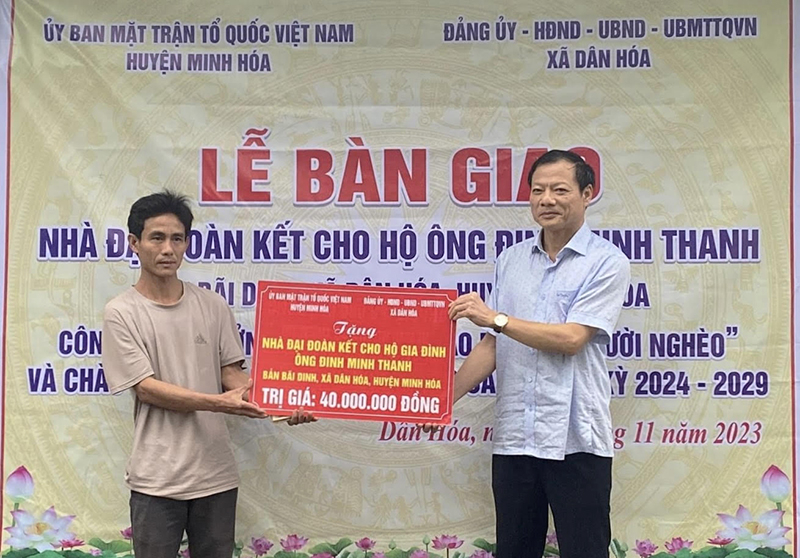 ỦY BAN MẶT TRẬN TỔ QUỐC VIỆT NAM
HUYỆN MINH HÓA
ĐẢNG ỦY - HĐND - UBND - UBMTTQVN
XÃ DÂN HÓA
LỄ BÀN GIAO
NHÀ ĐẠI ĐOÀN KẾT CHO HỘ ÔNG ĐINH MINH THANH
BÃI HÓA
CÔN NGHÈO”
VÀ CHÀ KỲ 2024 - 2029
Dân Hóa, 11 năm 2023
ỦY BAN MẶT TRẬN TỔ QUỐC VIỆT NAM
HUYỆN MINH HÓA
ĐẢNG ỦY - HĐND - UBND - UBMTTQVN
XÃ DÂN HÓA
Tặng
NHÀ ĐẠI ĐOÀN KẾT CHO HỘ GIA ĐÌNH
ÔNG ĐINH MINH THANH
BẢN BÃI DINH, XÃ DÂN HÓA, HUYỆN MINH HÓA
TRỊ GIÁ: 40.000.000 ĐỒNG